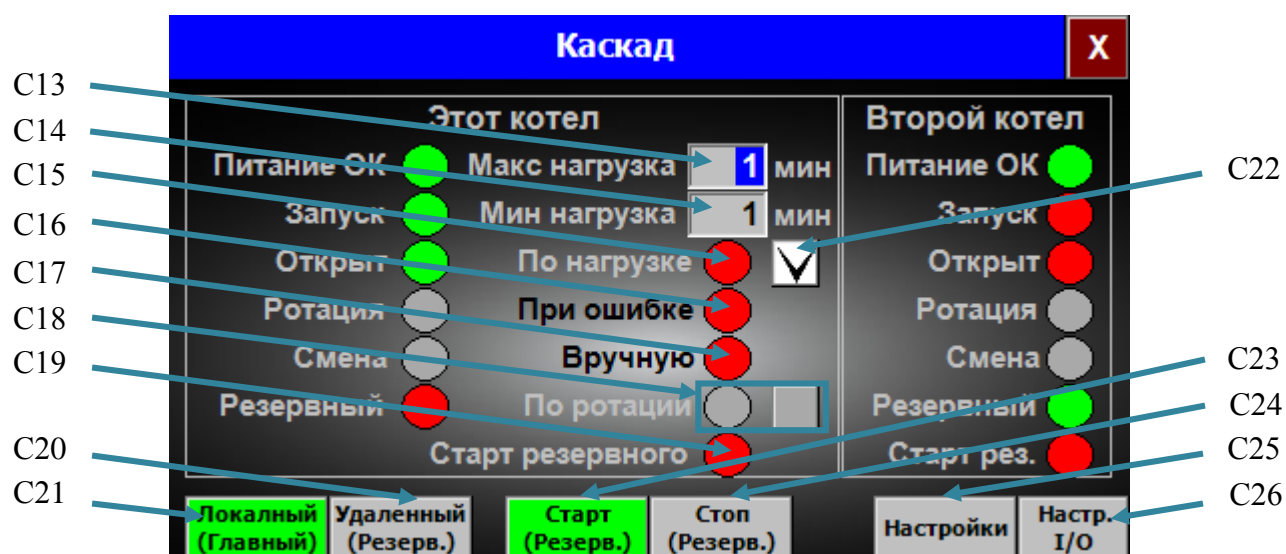 Каскад
X
C13
C14
C15
C16
C17
C18
C19
C20
C21
Этот котел
Питание ОК
Запуск
Открыт
Ротация
Смена
Резервный
Макс нагрузка 1 мин
Мин нагрузка 1 мин
По нагрузке
При ошибке
Вручную
По ротации
Старт резервного
Второй котел
Питание ОК
Запуск
Открыт
Ротация
Смена
Резервный
Старт рез.
C22
C23
C24
C25
C26
Локалный
(Главный)
Удаленный
(Резерв.)
Старт
(Резерв.)
Стоп
(Резерв.)
Настройки
Настр.
I/O